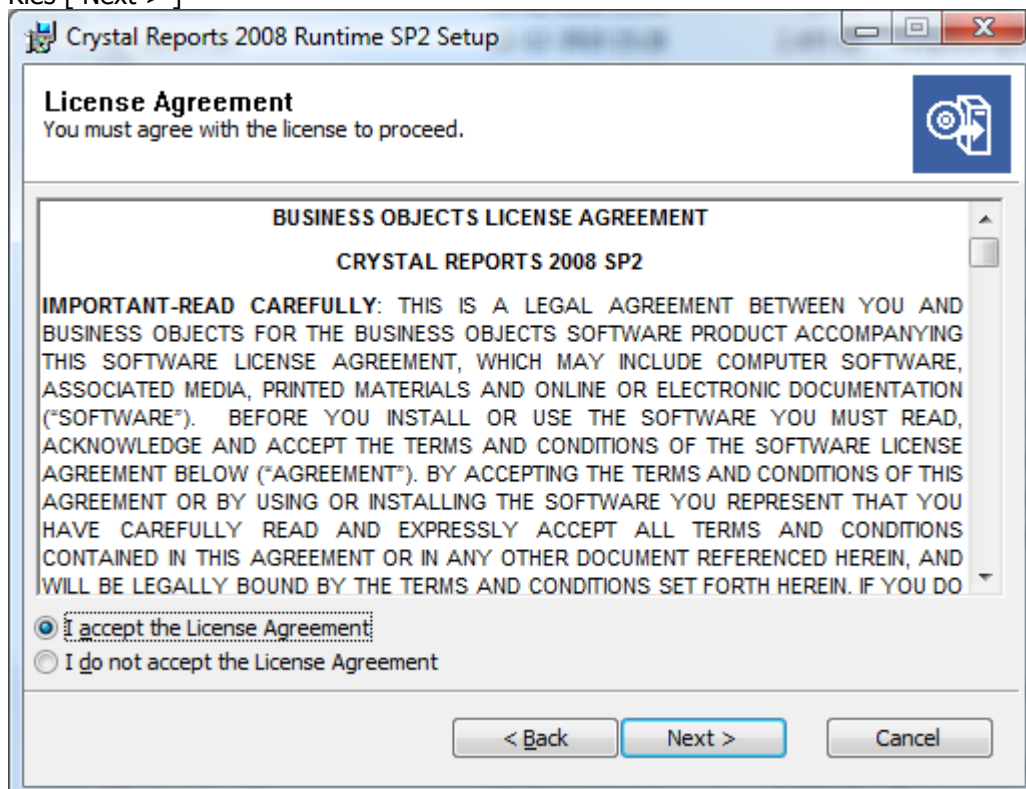 Kies [ Next > ]
Crystal Reports 2008 Runtime SP2 Setup
License Agreement
You must agree with the license to proceed.
BUSINESS OBJECTS LICENSE AGREEMENT
CRYSTAL REPORTS 2008 SP2
IMPORTANT-READ CAREFULLY: THIS IS A LEGAL AGREEMENT BETWEEN YOU AND
BUSINESS OBJECTS FOR THE BUSINESS OBJECTS SOFTWARE PRODUCT ACCOMPANYING
THIS SOFTWARE LICENSE AGREEMENT, WHICH MAY INCLUDE COMPUTER SOFTWARE,
ASSOCIATED MEDIA, PRINTED MATERIALS AND ONLINE OR ELECTRONIC DOCUMENTATION
(“SOFTWARE”). BEFORE YOU INSTALL OR USE THE SOFTWARE YOU MUST READ,
ACKNOWLEDGE AND ACCEPT THE TERMS AND CONDITIONS OF THE SOFTWARE LICENSE
AGREEMENT BELOW (“AGREEMENT”). BY ACCEPTING THE TERMS AND CONDITIONS OF THIS
AGREEMENT OR BY USING OR INSTALLING THE SOFTWARE YOU REPRESENT THAT YOU
HAVE CAREFULLY READ AND EXPRESSLY ACCEPT ALL TERMS AND CONDITIONS
CONTAINED IN THIS AGREEMENT OR IN ANY OTHER DOCUMENT REFERENCED HEREIN, AND
WILL BE LEGALLY BOUND BY THE TERMS AND CONDITIONS SET FORTH HEREIN. IF YOU DO
I accept the License Agreement
I do not accept the License Agreement
< Back Next > Cancel